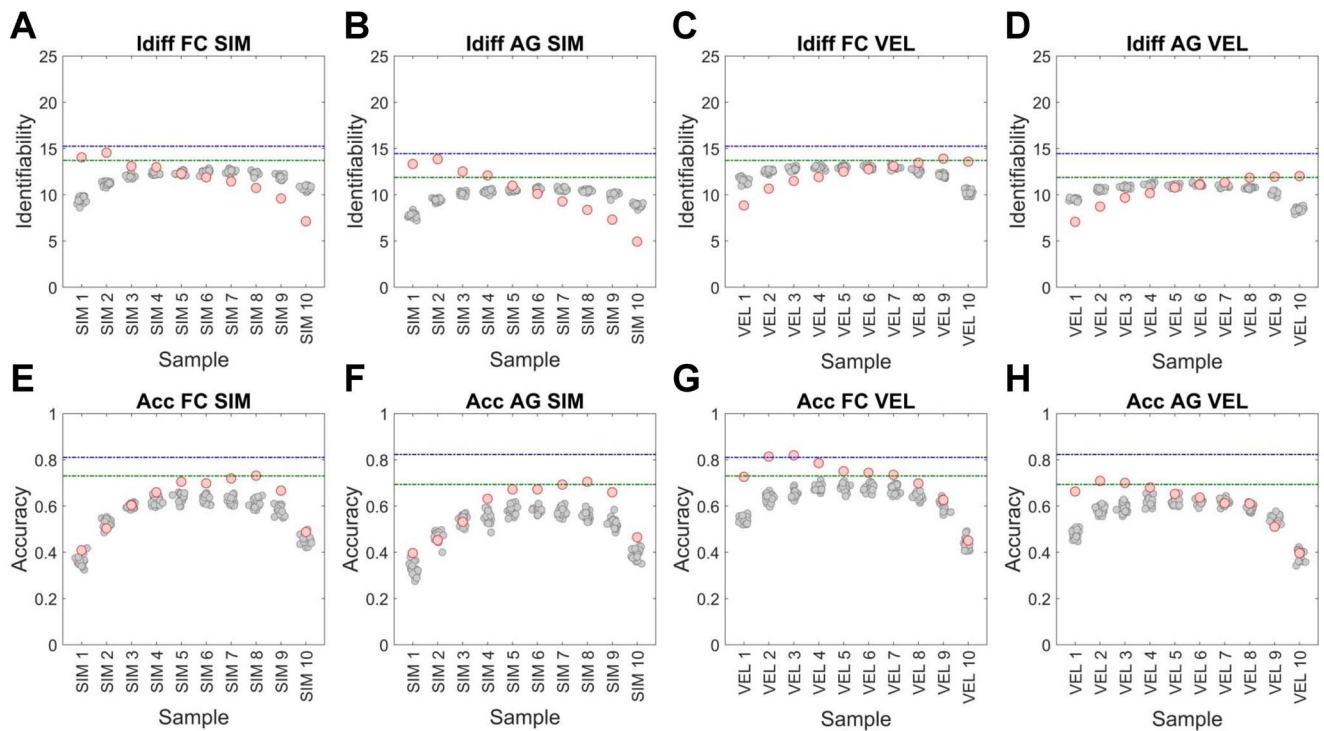 A
Idiff FC SIM
Identifiability
25
20
15
10
5
0
SIM 1
SIM 2
SIM 3
SIM 4
SIM 5
SIM 6
SIM 7
SIM 8
SIM 9
SIM 10
Sample
B
Idiff AG SIM
Identifiability
25
20
15
10
5
0
SIM 1
SIM 2
SIM 3
SIM 4
SIM 5
SIM 6
SIM 7
SIM 8
SIM 9
SIM 10
Sample
C
Idiff FC VEL
Identifiability
25
20
15
10
5
0
VEL 1
VEL 2
VEL 3
VEL 4
VEL 5
VEL 6
VEL 7
VEL 8
VEL 9
VEL 10
Sample
D
Idiff AG VEL
Identifiability
25
20
15
10
5
0
VEL 1
VEL 2
VEL 3
VEL 4
VEL 5
VEL 6
VEL 7
VEL 8
VEL 9
VEL 10
Sample
E
Acc FC SIM
Accuracy
1
0.8
0.6
0.4
0.2
0
SIM 1
SIM 2
SIM 3
SIM 4
SIM 5
SIM 6
SIM 7
SIM 8
SIM 9
SIM 10
Sample
F
Acc AG SIM
Accuracy
1
0.8
0.6
0.4
0.2
0
SIM 1
SIM 2
SIM 3
SIM 4
SIM 5
SIM 6
SIM 7
SIM 8
SIM 9
SIM 10
Sample
G
Acc FC VEL
Accuracy
1
0.8
0.6
0.4
0.2
0
VEL 1
VEL 2
VEL 3
VEL 4
VEL 5
VEL 6
VEL 7
VEL 8
VEL 9
VEL 10
Sample
H
Acc AG VEL
Accuracy
1
0.8
0.6
0.4
0.2
0
VEL 1
VEL 2
VEL 3
VEL 4
VEL 5
VEL 6
VEL 7
VEL 8
VEL 9
VEL 10
Sample